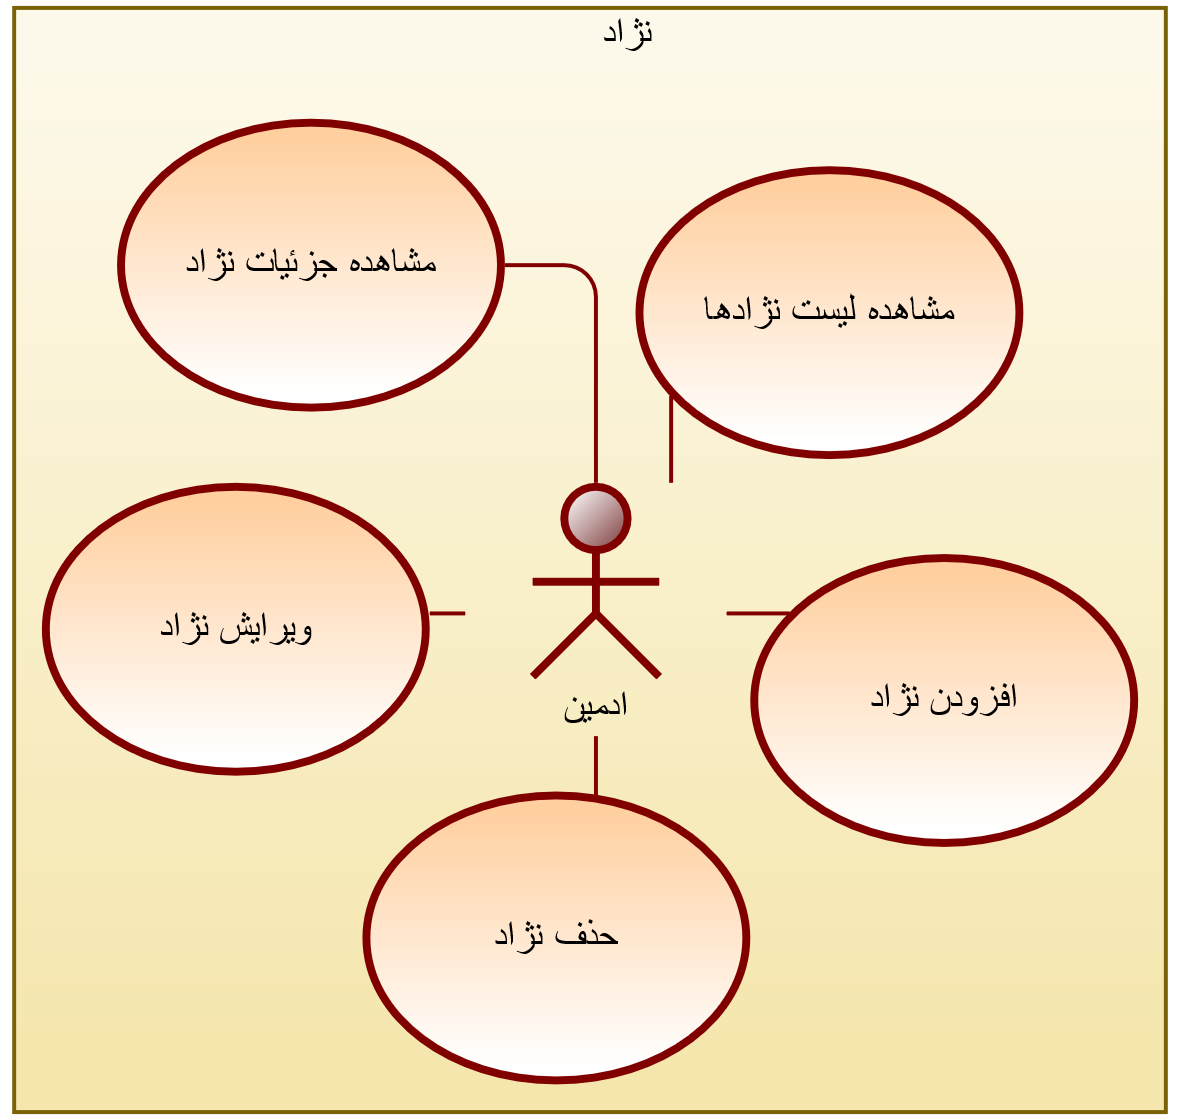 نژاد
مشاهده جزئیات نژاد
مشاهده لیست نژادها
ویرایش نژاد
افزودن نژاد
ادمین
حذف نژاد